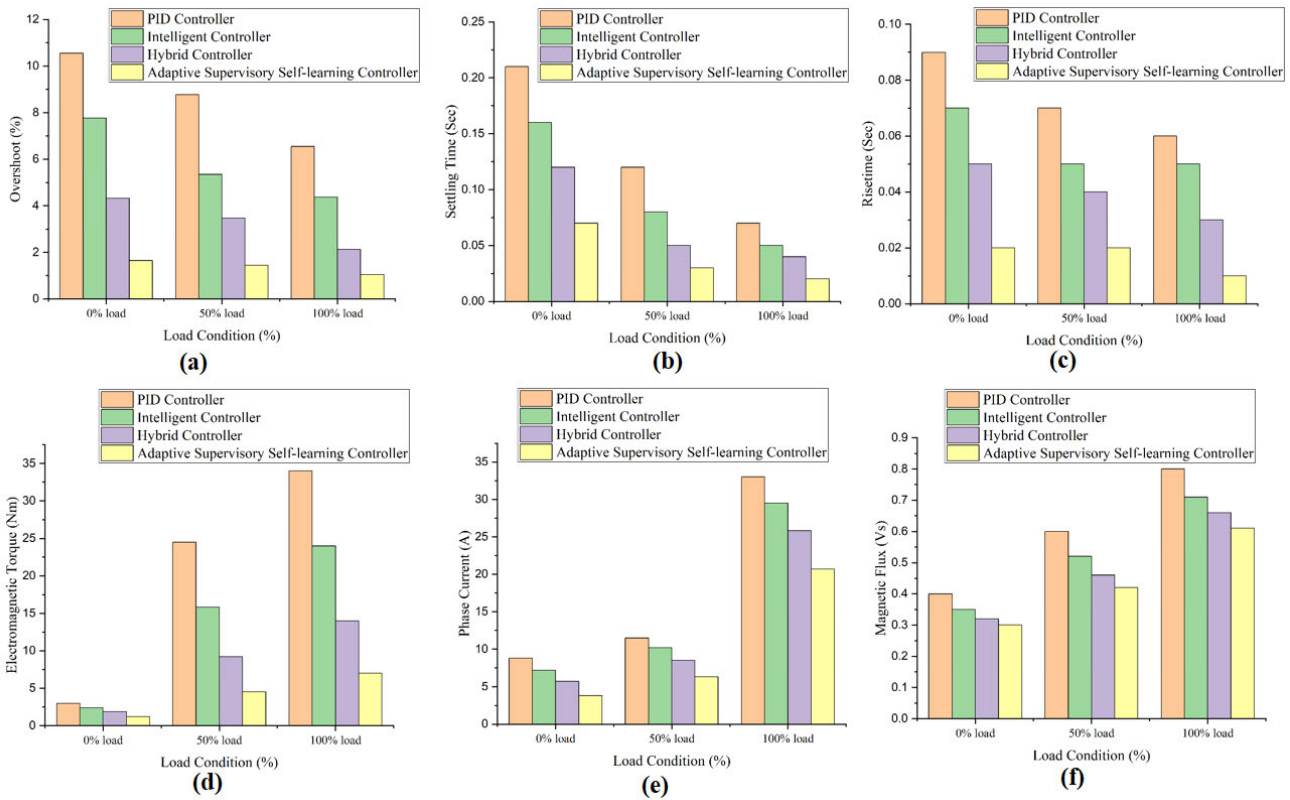 PID Controller
Intelligent Controller
Hybrid Controller
Adaptive Supervisory Self-learning Controller
12
10
8
6
4
2
0
Overshoot (%)
0% load
50% load
100% load
Load Condition (%)
(a)
PID Controller
Intelligent Controller
Hybrid Controller
Adaptive Supervisory Self-learning Controller
0.25
0.20
0.15
0.10
0.05
0.00
Settling Time (Sec)
0% load
50% load
100% load
Load Condition (%)
(b)
PID Controller
Intelligent Controller
Hybrid Controller
Adaptive Supervisory Self-learning Controller
0.10
0.08
0.06
0.04
0.02
0.00
Risetime (Sec)
0% load
50% load
100% load
Load Condition (%)
(c)
PID Controller
Intelligent Controller
Hybrid Controller
Adaptive Supervisory Self-learning Controller
35
30
25
20
15
10
5
0
Electromagnetic Torque (Nm)
0% load
50% load
100% load
Load Condition (%)
(d)
PID Controller
Intelligent Controller
Hybrid Controller
Adaptive Supervisory Self-learning Controller
35
30
25
20
15
10
5
0
Phase Current (A)
0% load
50% load
100% load
Load Condition (%)
(e)
PID Controller
Intelligent Controller
Hybrid Controller
Adaptive Supervisory Self-learning Controller
0.9
0.8
0.7
0.6
0.5
0.4
0.3
0.2
0.1
0.0
Magnetic Flux (Vs)
0% load
50% load
100% load
Load Condition (%)
(f)